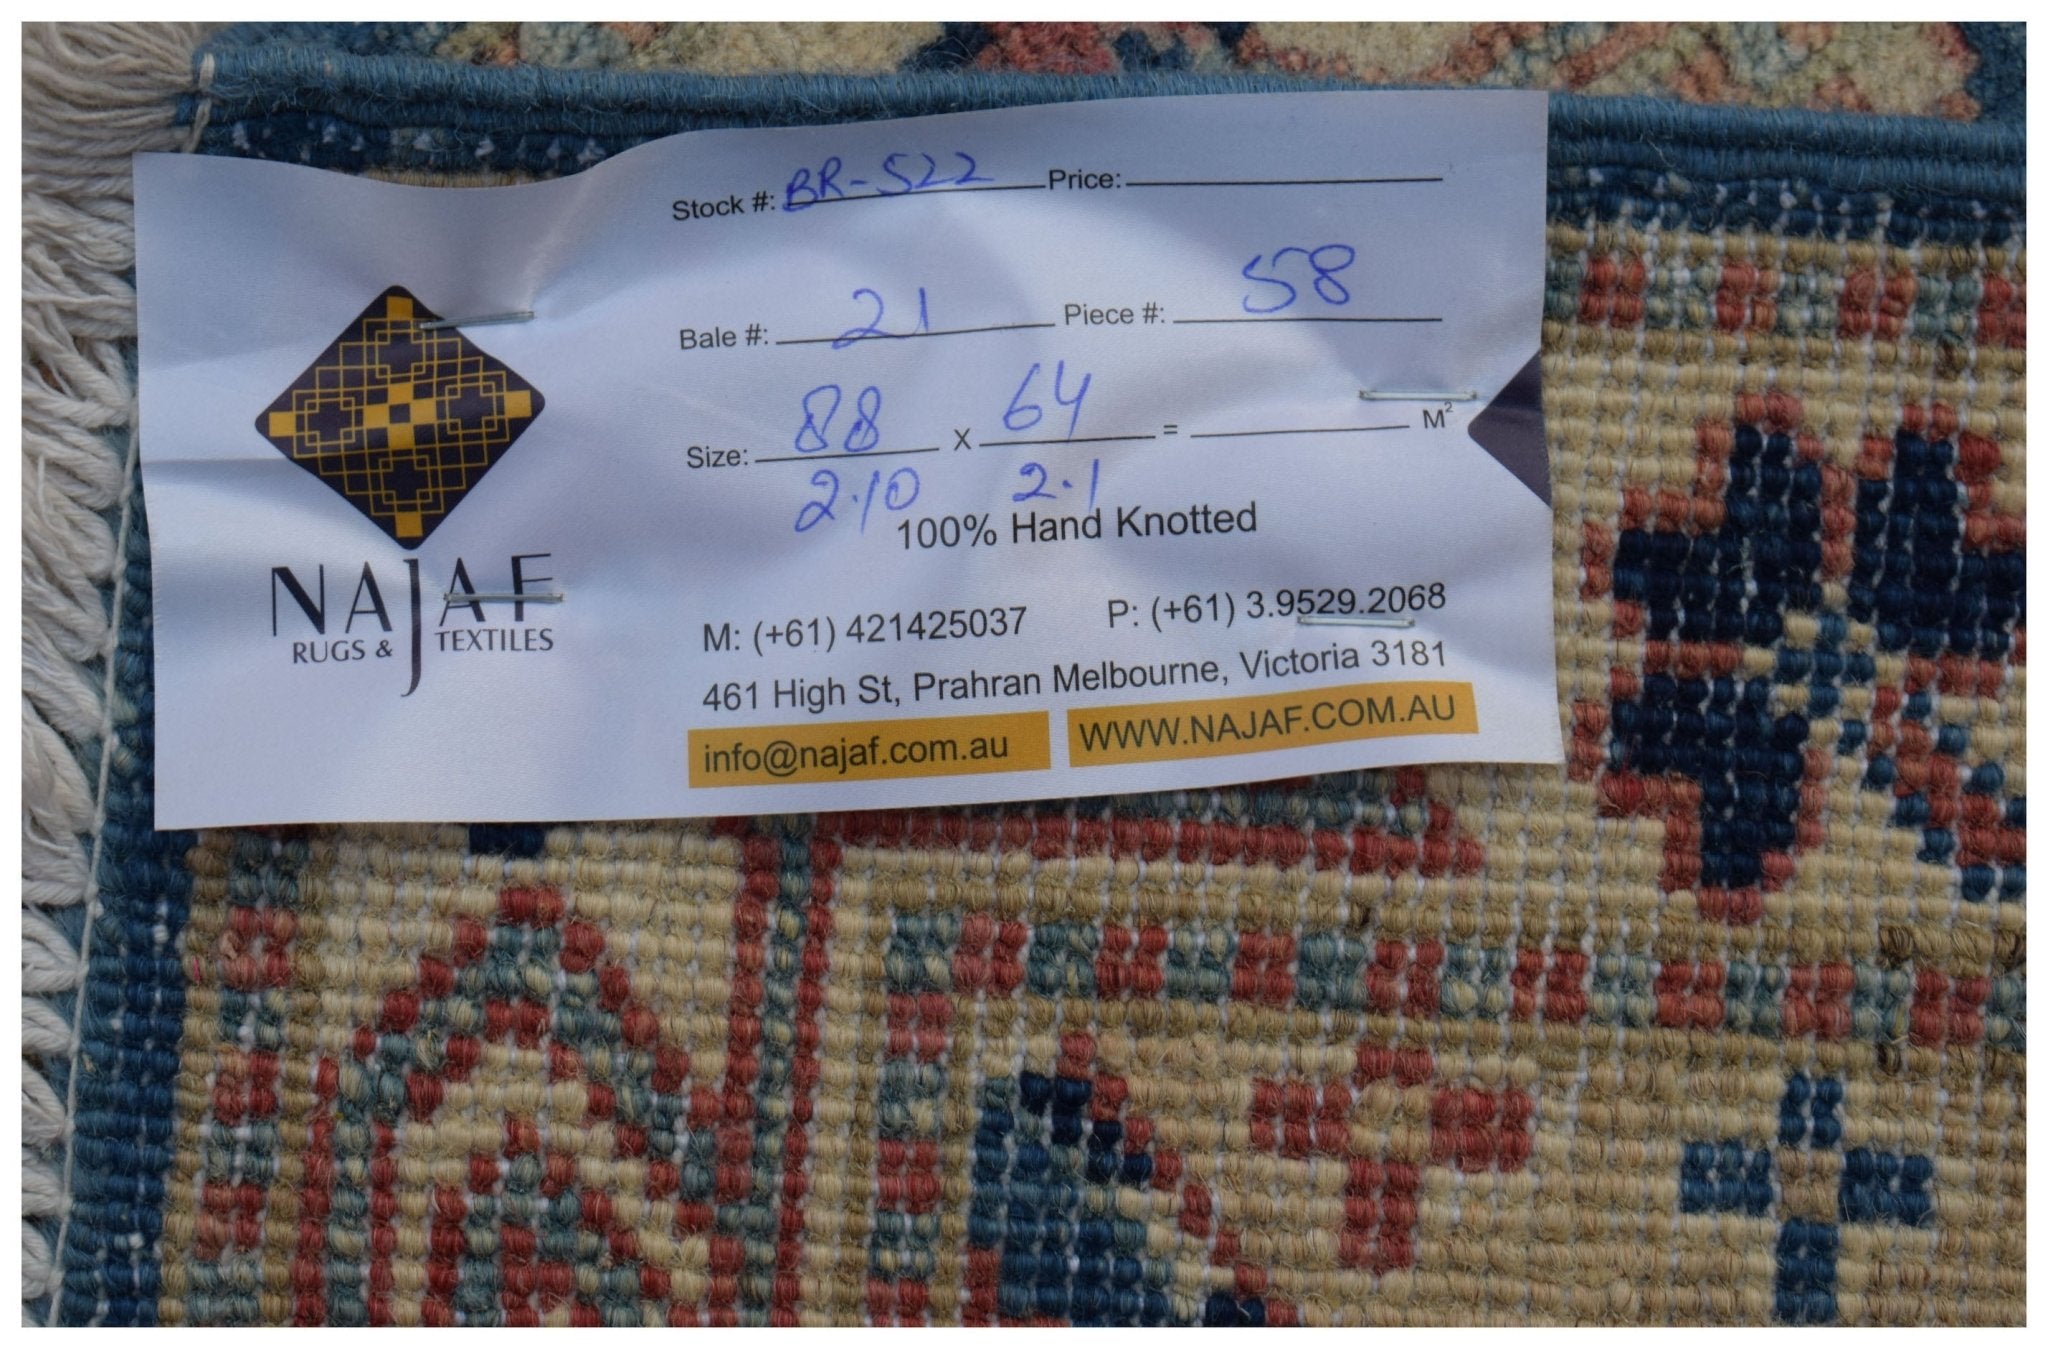 Stock #: BR-522 Price:
Bale #: 21 Piece #: 58
Size: 88 X 64 = M²
2.10 2.1
100% Hand Knotted
NAJAF
RUGS & TEXTILES
M: (+61) 421425037 P: (+61) 3.9529.2068
461 High St, Prahran Melbourne, Victoria 3181
info@najaf.com.au WWW.NAJAF.COM.AU